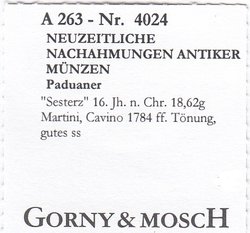 A 263 - Nr. 4024
NEUZEITLICHE
NACHAHMUNGEN ANTIKER
MÜNZEN
Paduaner
"Sesterz" 16. Jh. n. Chr. 18,62g
Martini, Cavino 1784 ff. Tönung,
gutes ss
GORNY & MOSCH